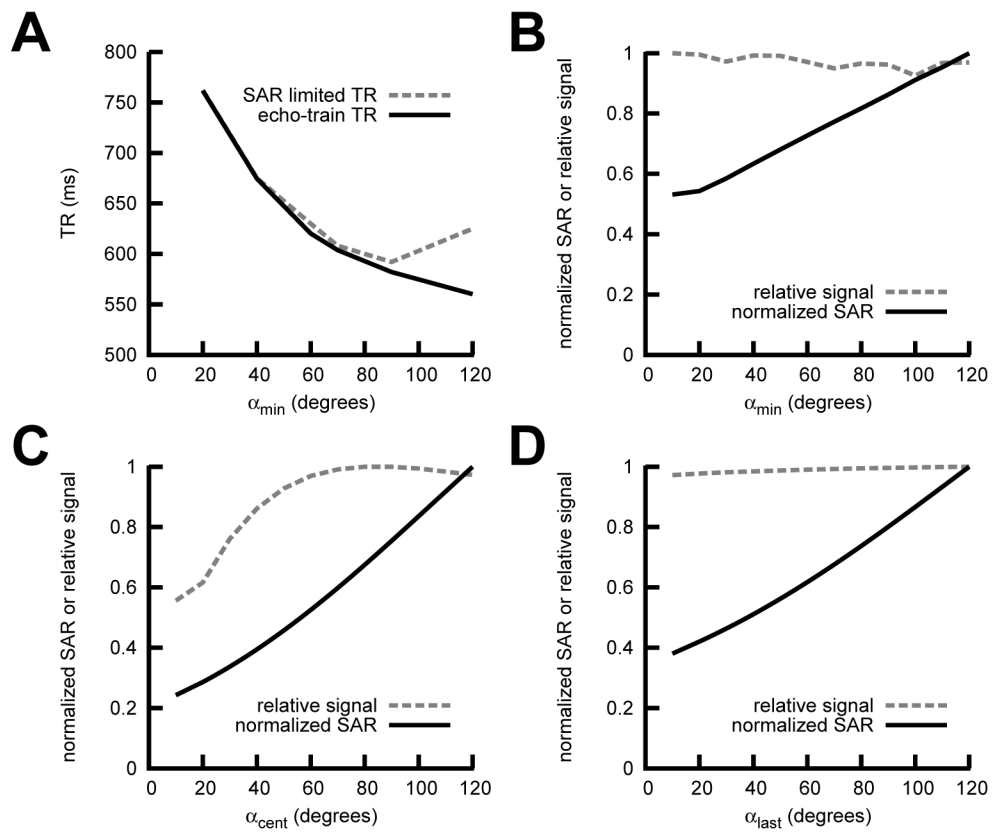 A
800
750
700
650
600
550
500
TR (ms)
SAR limited TR
echo-train TR
0 20 40 60 80 100 120
αmin (degrees)
B
1
0.8
0.6
0.4
0.2
0
normalized SAR or relative signal
relative signal
normalized SAR
0 20 40 60 80 100 120
αmin (degrees)
C
1
0.8
0.6
0.4
0.2
0
normalized SAR or relative signal
relative signal
normalized SAR
0 20 40 60 80 100 120
αcent (degrees)
D
1
0.8
0.6
0.4
0.2
0
normalized SAR or relative signal
relative signal
normalized SAR
0 20 40 60 80 100 120
αlast (degrees)